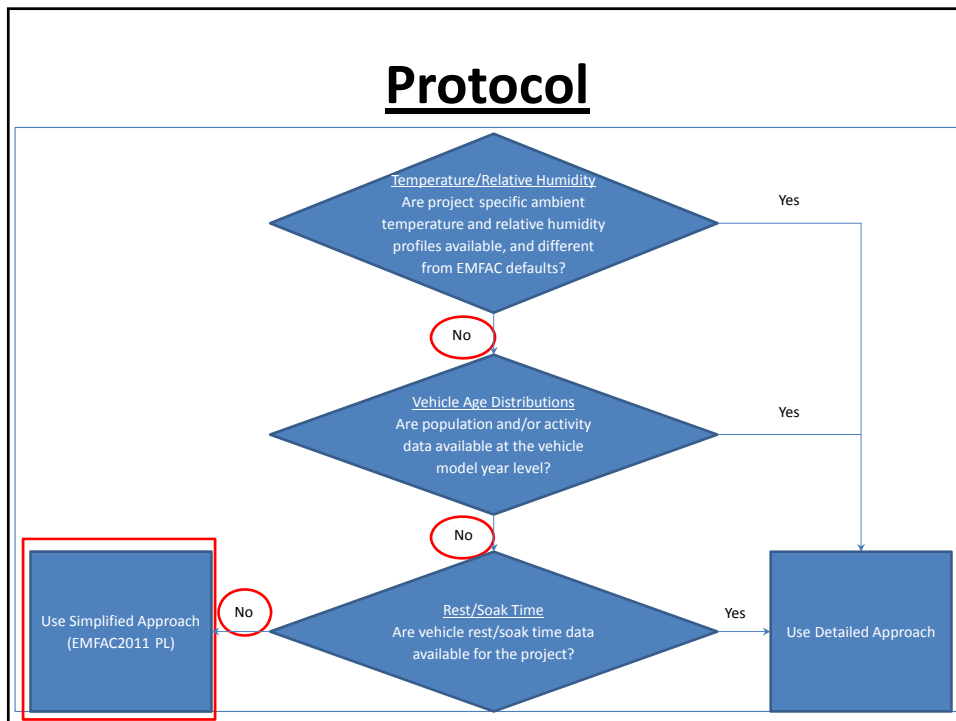 Protocol
Temperature/Relative Humidity
Are project specific ambient
temperature and relative humidity
profiles available, and different
from EMFAC defaults?
Yes
No
Vehicle Age Distributions
Are population and/or activity
data available at the vehicle
model year level?
Yes
No
Rest/Soak Time
Are vehicle rest/soak time data
available for the project?
No
Yes
Use Simplified Approach
(EMFAC2011 PL)
Use Detailed Approach